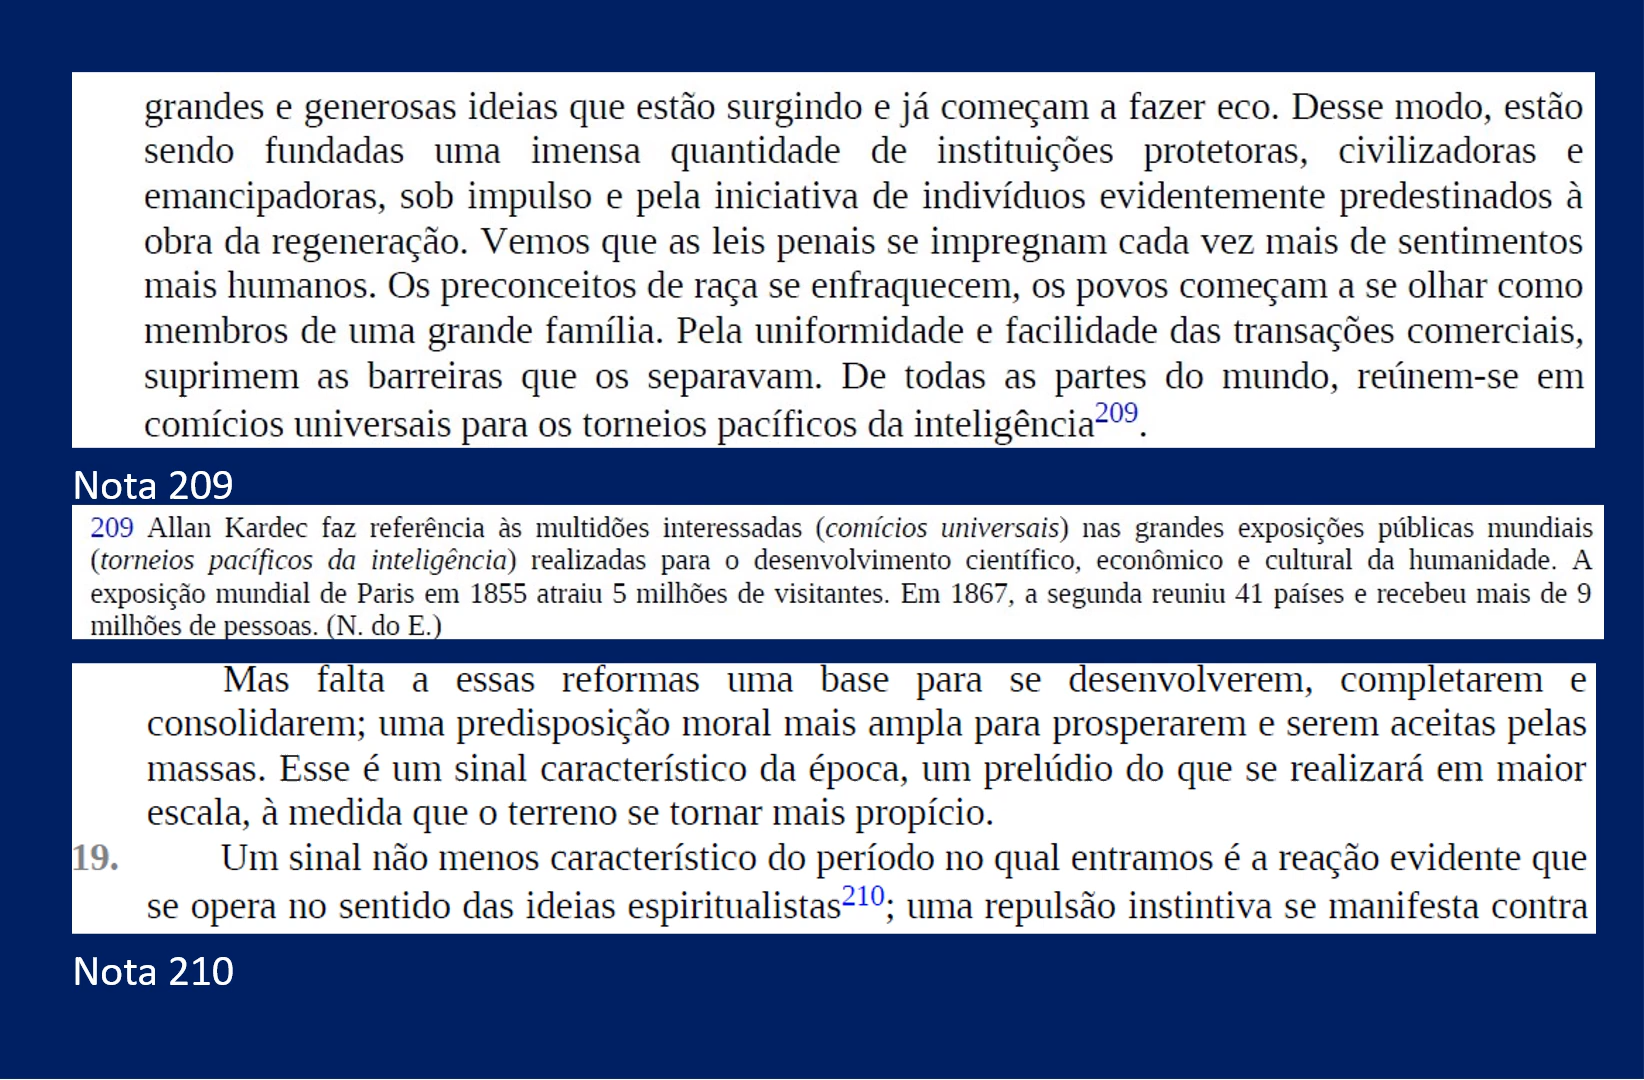 grandes e generosas ideias que estão surgindo e já começam a fazer eco. Desse modo, estão
sendo fundadas uma imensa quantidade de instituições protetoras, civilizadoras e
emancipadoras, sob impulso e pela iniciativa de indivíduos evidentemente predestinados à
obra da regeneração. Vemos que as leis penais se impregnam cada vez mais de sentimentos
mais humanos. Os preconceitos de raça se enfraquecem, os povos começam a se olhar como
membros de uma grande família. Pela uniformidade e facilidade das transações comerciais,
suprimem as barreiras que os separavam. De todas as partes do mundo, reúnem-se em
comícios universais para os torneios pacíficos da inteligência209.
Nota 209
209 Allan Kardec faz referência às multidões interessadas (comícios universais) nas grandes exposições públicas mundiais
(torneios pacíficos da inteligência) realizadas para o desenvolvimento científico, econômico e cultural da humanidade. A
exposição mundial de Paris em 1855 atraiu 5 milhões de visitantes. Em 1867, a segunda reuniu 41 países e recebeu mais de 9
milhões de pessoas. (N. do E.)
Mas falta a essas reformas uma base para se desenvolverem, completarem e
consolidarem; uma predisposição moral mais ampla para prosperarem e serem aceitas pelas
massas. Esse é um sinal característico da época, um prelúdio do que se realizará em maior
escala, à medida que o terreno se tornar mais propício.
19. Um sinal não menos característico do período no qual entramos é a reação evidente que
se opera no sentido das ideias espiritualistas210; uma repulsão instintiva se manifesta contra
Nota 210